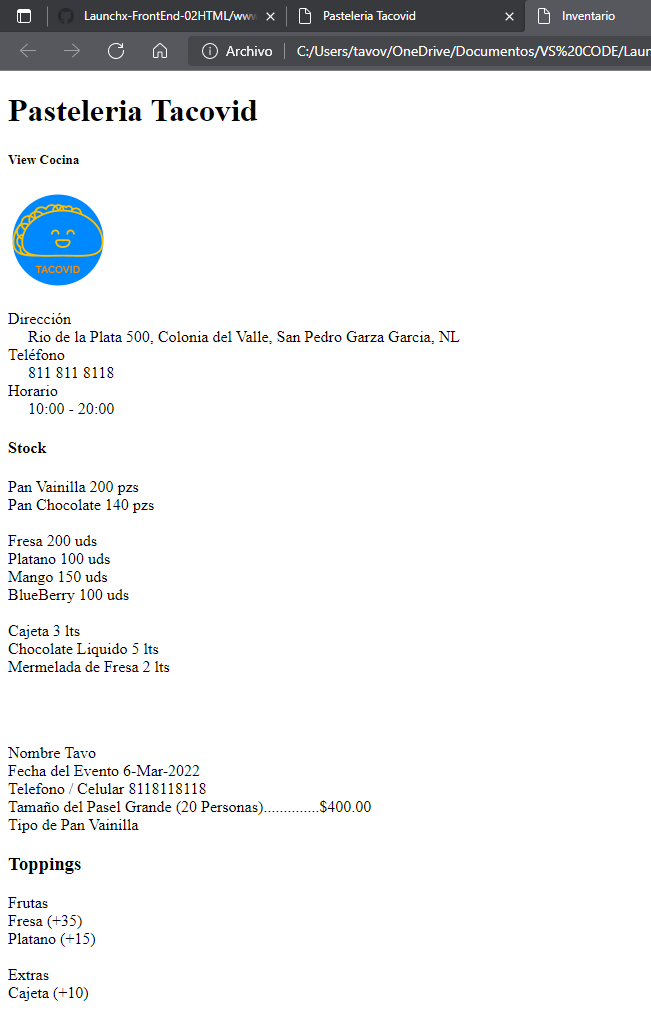 Launchx-FrontEnd-02HTML/www
Pasteleria Tacovid
Inventario
Archivo
C:/Users/tavov/OneDrive/Documentos/VS%20CODE/Laun
Pasteleria Tacovid
View Cocina
TACOVID
Dirección
Rio de la Plata 500, Colonia del Valle, San Pedro Garza Garcia, NL
Teléfono
811 811 8118
Horario
10:00 - 20:00
Stock
Pan Vainilla 200 pzs
Pan Chocolate 140 pzs
Fresa 200 uds
Platano 100 uds
Mango 150 uds
BlueBerry 100 uds
Cajeta 3 lts
Chocolate Liquido 5 lts
Mermelada de Fresa 2 lts
Nombre Tavo
Fecha del Evento 6-Mar-2022
Telefono / Celular 8118118118
Tamaño del Pasel Grande (20 Personas)..............$400.00
Tipo de Pan Vainilla
Toppings
Frutas
Fresa (+35)
Platano (+15)
Extras
Cajeta (+10)